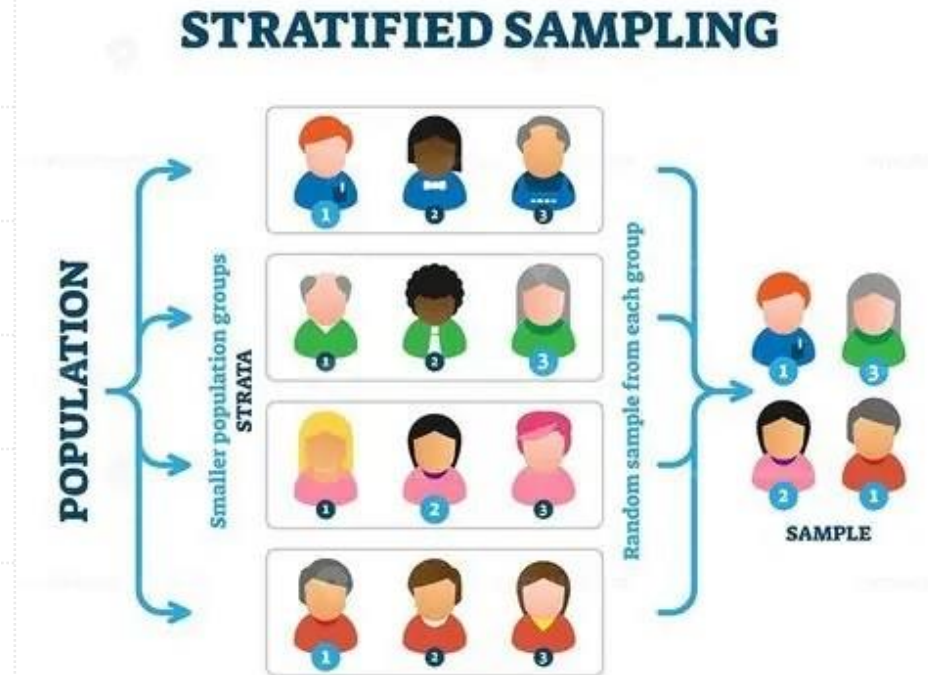 STRATIFIED SAMPLING
POPULATION
Smaller population groups
STRATA
1 2 3
1 2 3
1 2 3
1 2 3
Random sample from each group
1 3
2 1
SAMPLE